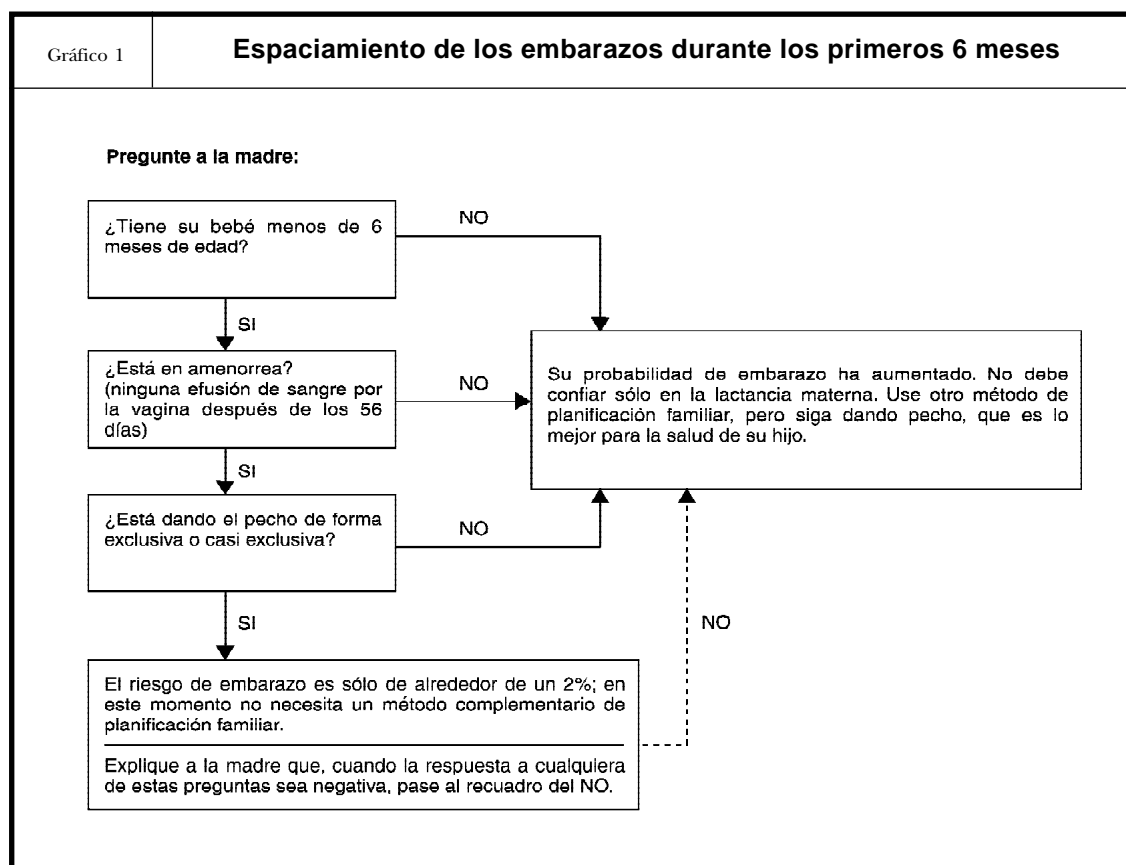 Gráfico 1
Espaciamiento de los embarazos durante los primeros 6 meses
Pregunte a la madre:
¿Tiene su bebé menos de 6
meses de edad?
NO
SI
¿Está en amenorrea?
(ninguna efusión de sangre por
la vagina después de los 56
días)
NO
Su probabilidad de embarazo ha aumentado. No debe
confiar sólo en la lactancia materna. Use otro método de
planificación familiar, pero siga dando pecho, que es lo
mejor para la salud de su hijo.
SI
¿Está dando el pecho de forma
exclusiva o casi exclusiva?
NO
SI
NO
El riesgo de embarazo es sólo de alrededor de un 2%; en
este momento no necesita un método complementario de
planificación familiar.
Explique a la madre que, cuando la respuesta a cualquiera
de estas preguntas sea negativa, pase al recuadro del NO.